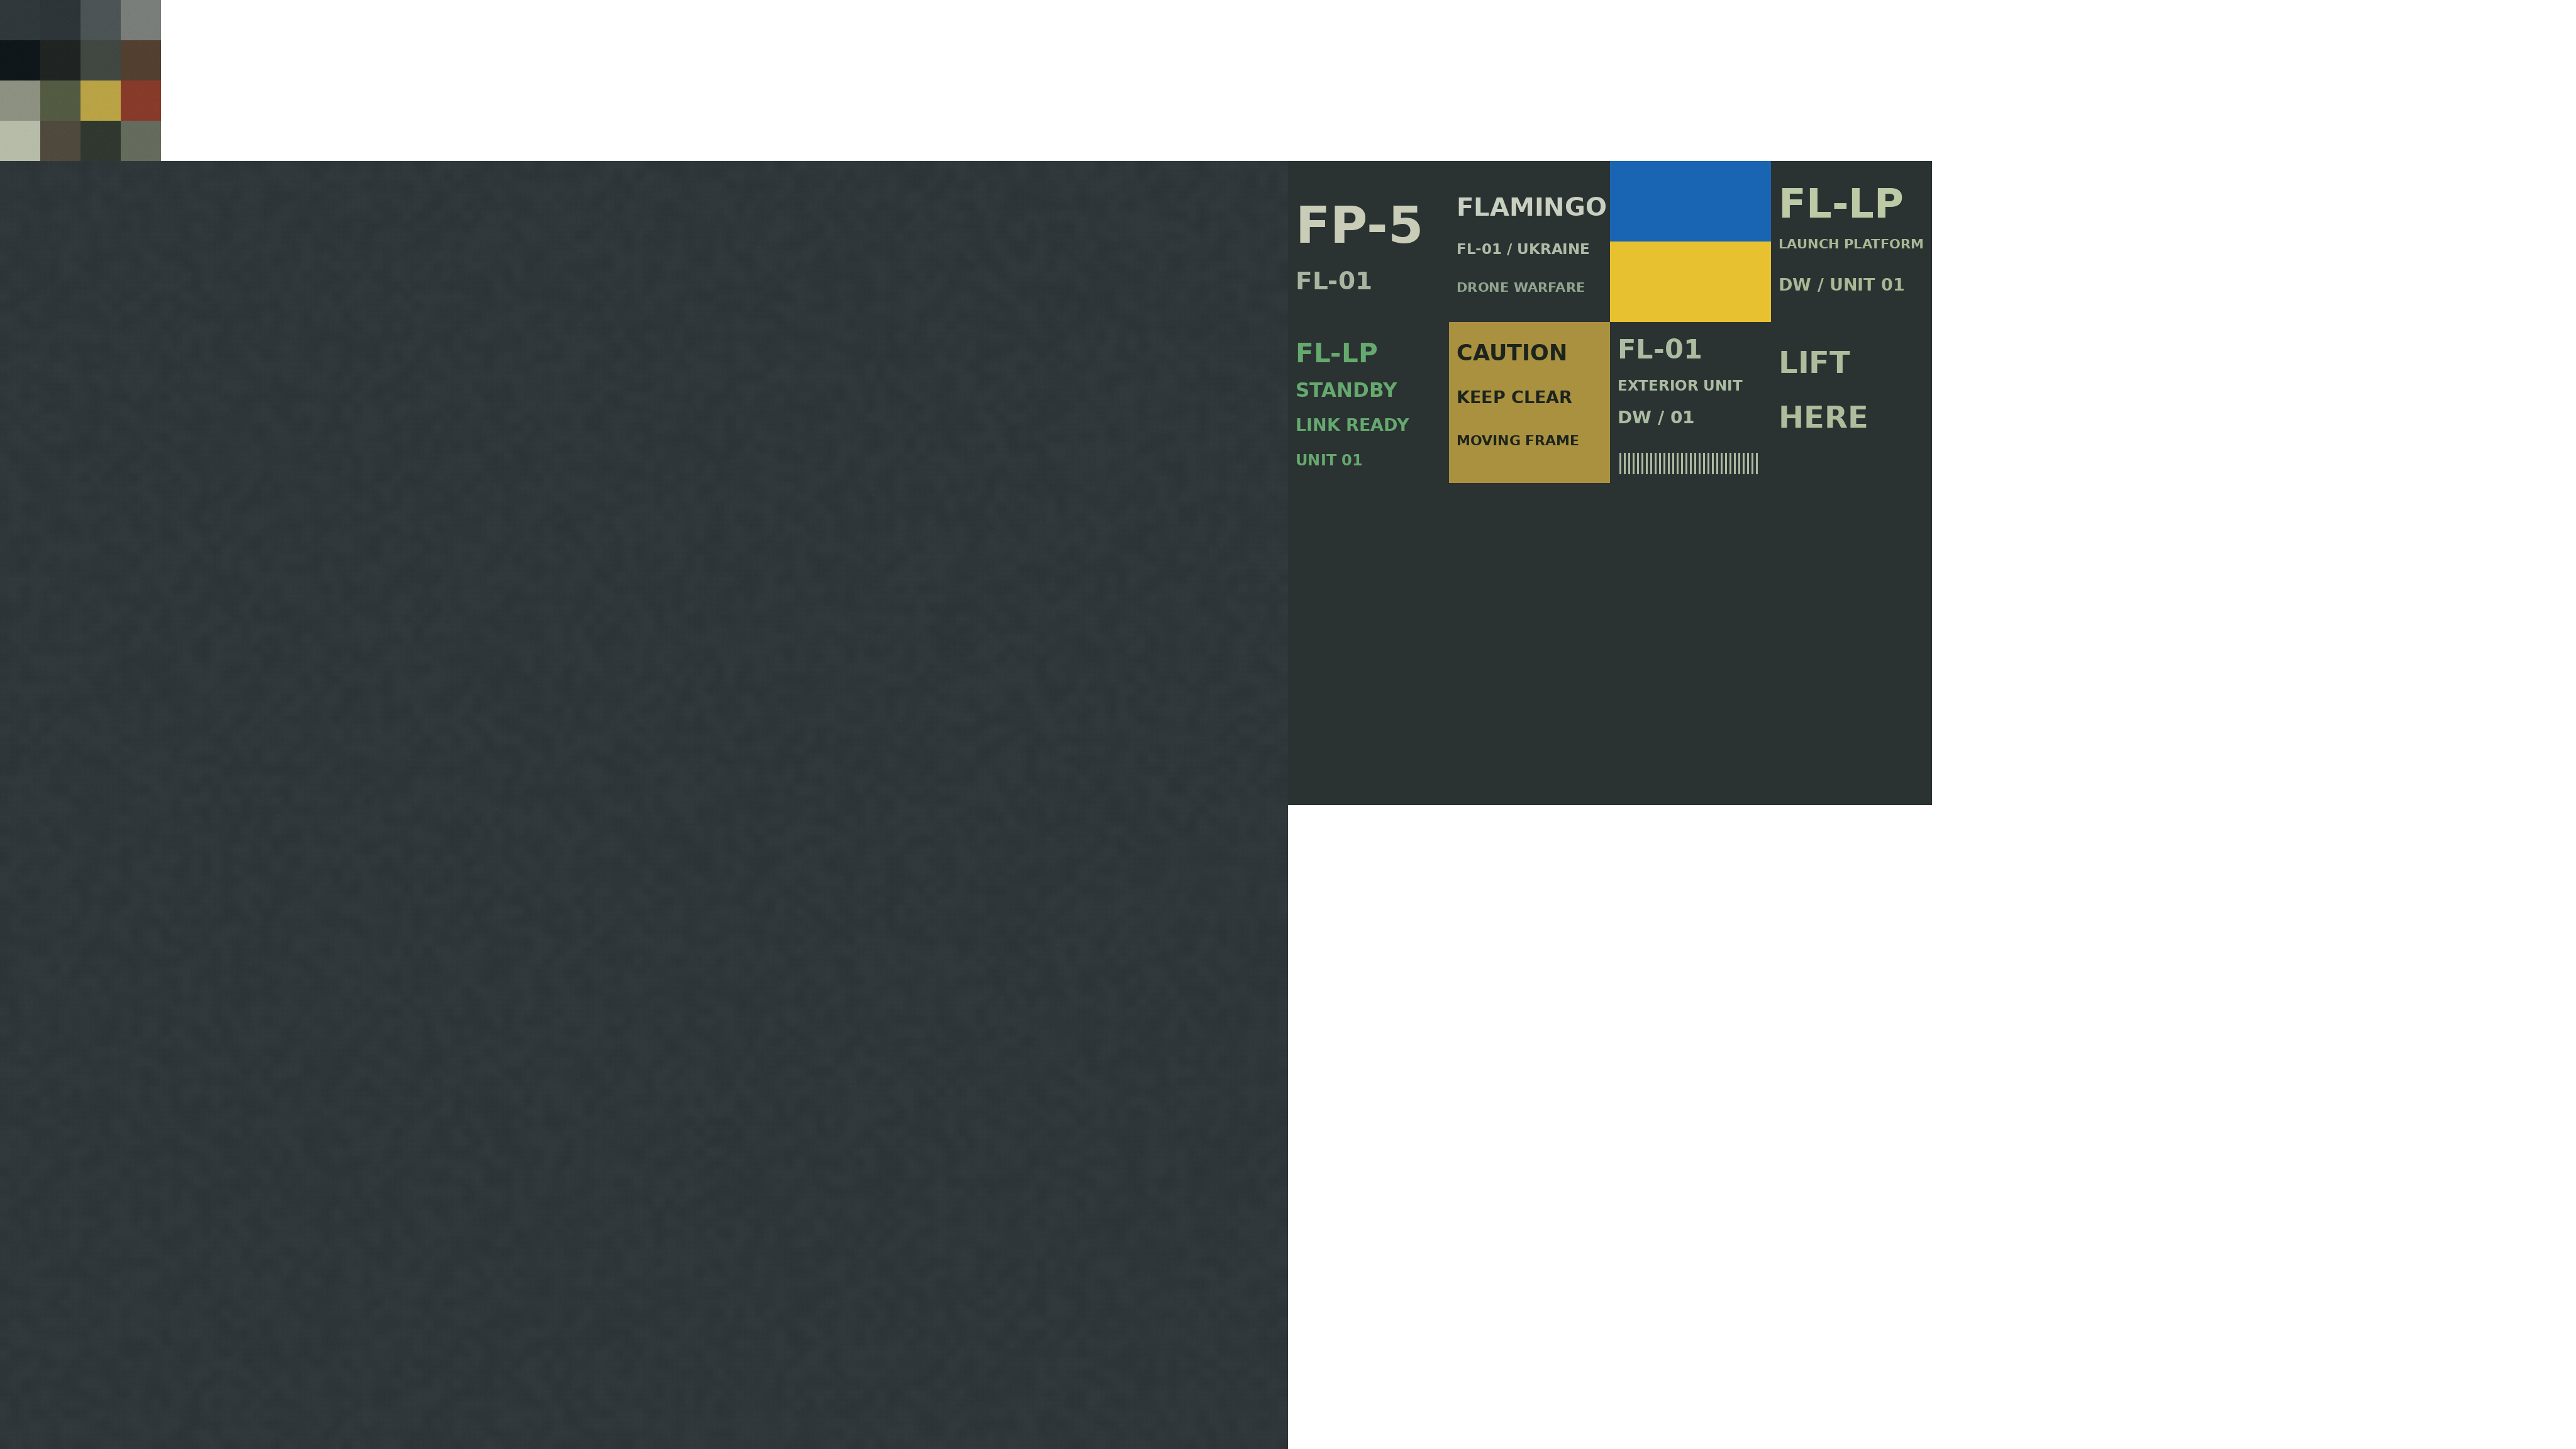 FP-5
FL-01
FLAMINGO
FL-01 / UKRAINE
DRONE WARFARE
FL-LP
LAUNCH PLATFORM
DW / UNIT 01
FL-LP
STANDBY
LINK READY
UNIT 01
CAUTION
KEEP CLEAR
MOVING FRAME
FL-01
EXTERIOR UNIT
DW / 01
LIFT
HERE